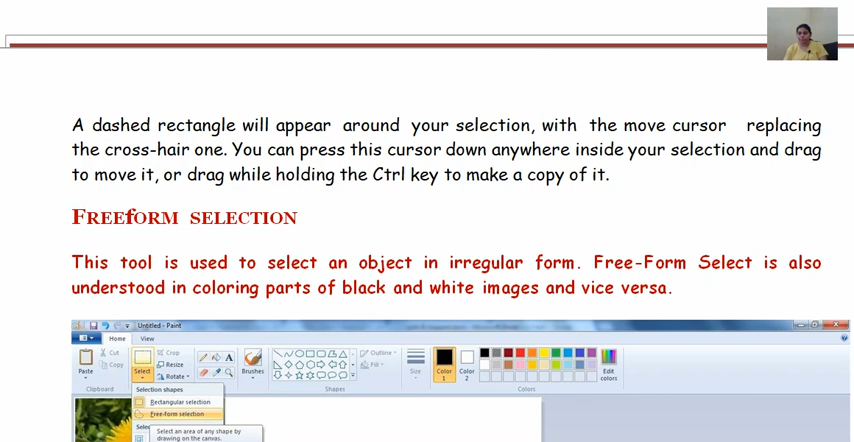 A dashed rectangle will appear around your selection, with the move cursor replacing
the cross-hair one. You can press this cursor down anywhere inside your selection and drag
to move it, or drag while holding the Ctrl key to make a copy of it.
FREEfORM SELECTION
This tool is used to select an object in irregular form. Free-Form Select is also
understood in coloring parts of black and white images and vice versa.
Untitled - Paint
Home View
Paste Cut Copy
Select Crop Resize Rotate
A
Brushes
Outline
Fill
Size
Color 1
Color 2
Edit colors
Clipboard Shapes Colors
Selection shapes
Rectangular selection
Free-form selection
Select an area of any shape by
drawing on the canvas.